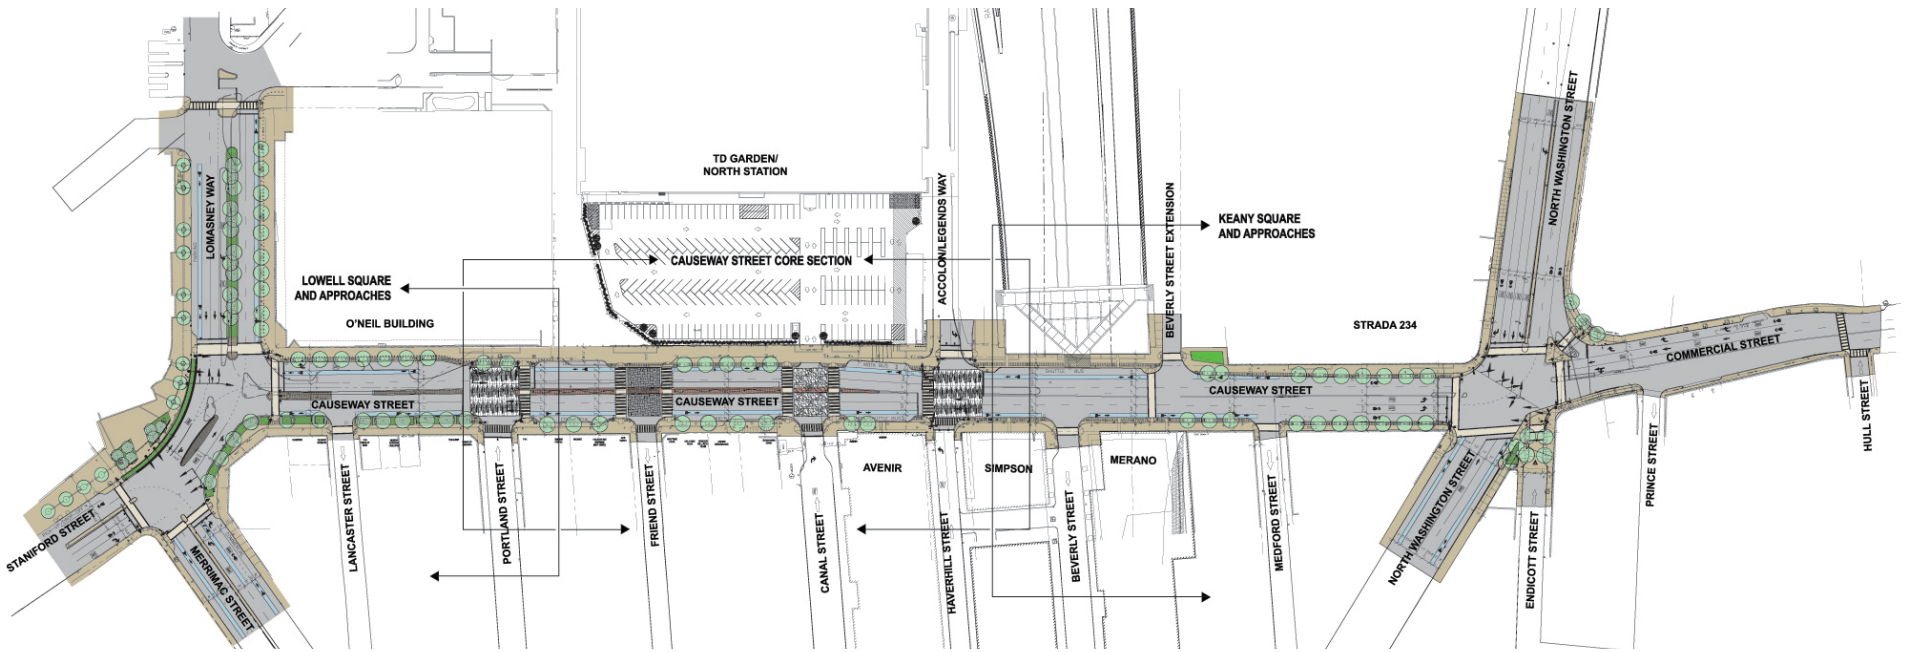 TD GARDEN/
NORTH STATION
LOMASNEY WAY
ACCOLON/LEGENDS WAY
BEVERLY STREET EXTENSION
NORTH WASHINGTON STREET
KEANY SQUARE
AND APPROACHES
CAUSEWAY STREET CORE SECTION
LOWELL SQUARE
AND APPROACHES
O'NEIL BUILDING
STRADA 234
COMMERCIAL STREET
CAUSEWAY STREET
CAUSEWAY STREET
CAUSEWAY STREET
HULL STREET
AVENIR
SIMPSON
MERANO
STANIFORD STREET
MERRIMAC STREET
LANCASTER STREET
PORTLAND STREET
FRIEND STREET
CANAL STREET
HAVERHILL STREET
BEVERLY STREET
MEDFORD STREET
NORTH WASHINGTON STREET
ENDICOTT STREET
PRINCE STREET